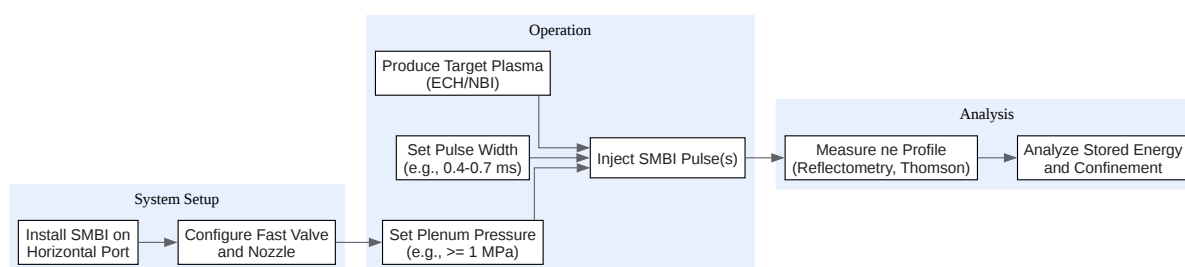 System Setup
Install SMBI on
Horizontal Port
Configure Fast Valve
and Nozzle
Operation
Produce Target Plasma
(ECH/NBI)
Set Pulse Width
(e.g., 0.4-0.7 ms)
Set Plenum Pressure
(e.g., >= 1 MPa)
Inject SMBI Pulse(s)
Analysis
Measure ne Profile
(Reflectometry, Thomson)
Analyze Stored Energy
and Confinement